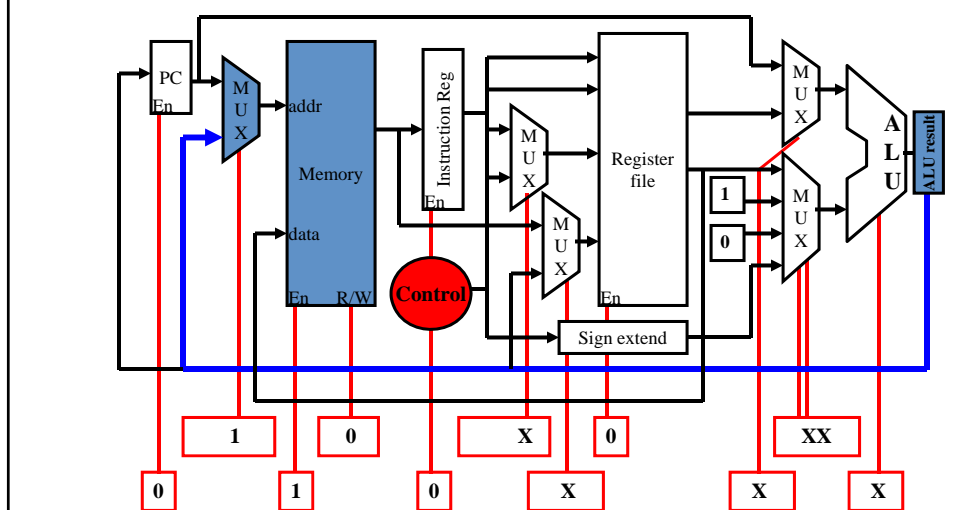 PC
En
M
U
X
addr
Memory
data
En
R/W
Instruction Reg
En
Control
M
U
X
M
U
X
Register
file
En
Sign extend
M
U
X
1
0
M
U
X
A
L
U
ALU result
1
0
X
0
XX
0
1
0
X
X
X